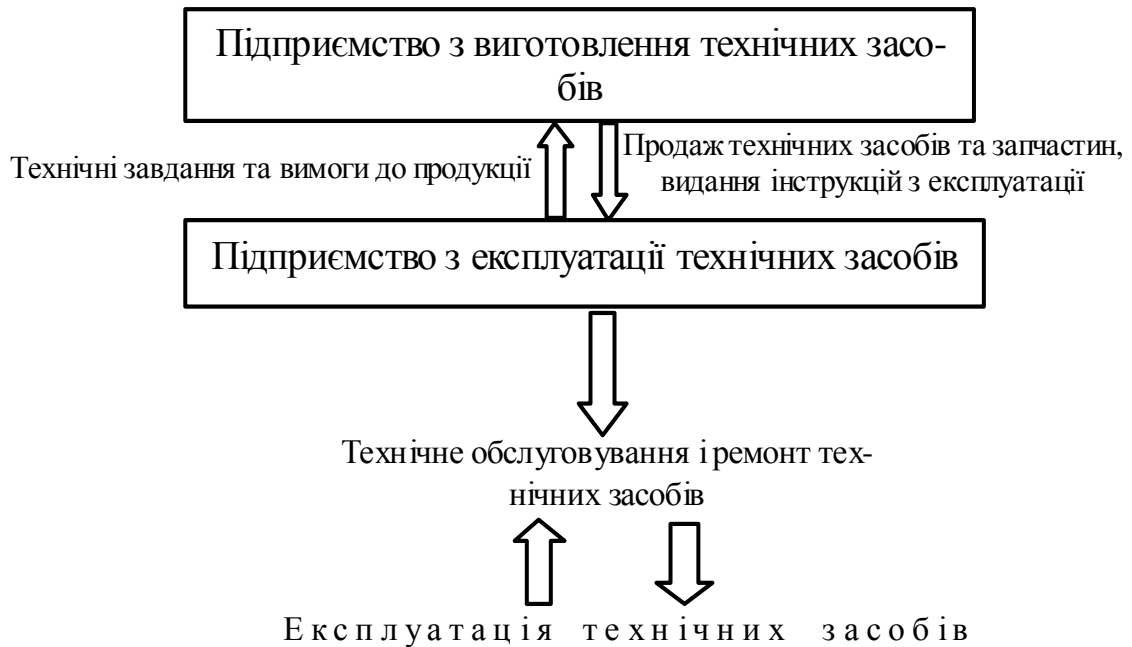 Підприємство з виготовлення технічних засо-
бів
Технічні завдання та вимоги до продукції
Продаж технічних засобів та запчастин,
видання інструкцій з експлуатації
Підприємство з експлуатації технічних засобів
Технічне обслуговування і ремонт тех-
нічних засобів
Експлуатація технічних засобів